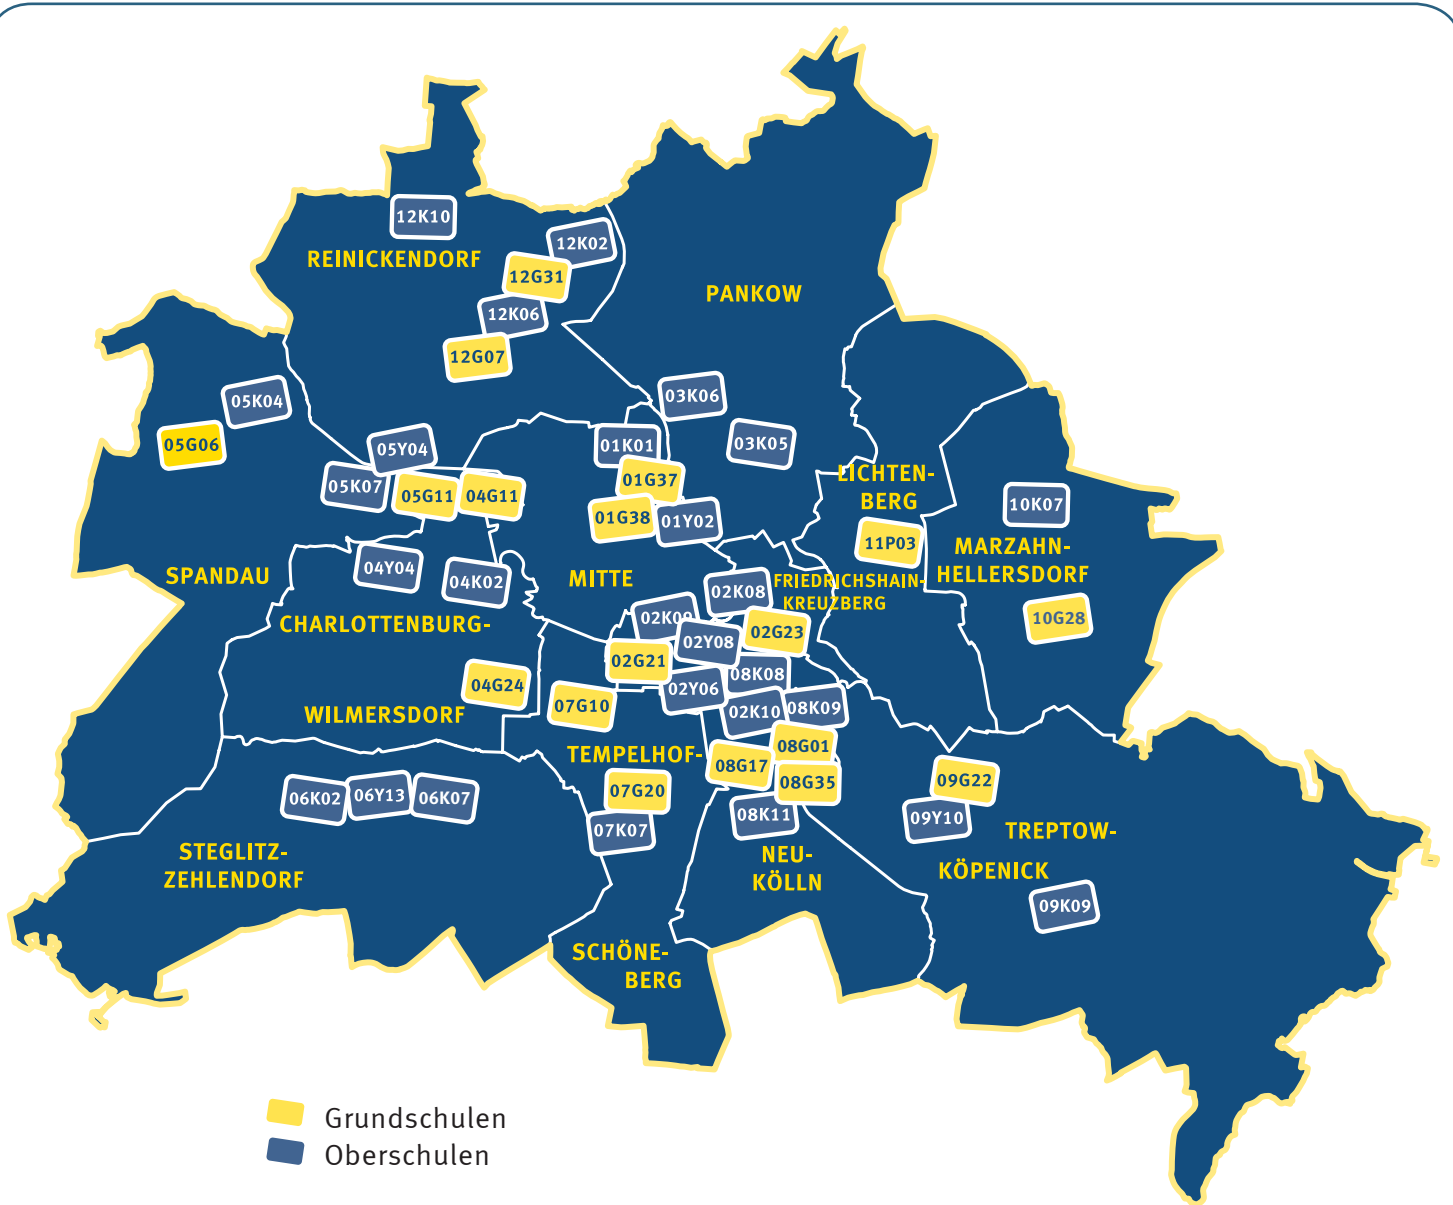 12K10
12K02
REINICKENDORF
12G31
PANKOW
12K06
12G07
05K04
03K06
05G06
05Y04
01K01
03K05
05K07
05G11
04G11
01G37
LICHTEN-
BERG
01G38
01Y02
10K07
11P03
MARZAHN-
HELLERSDORF
04Y04
04K02
SPANDAU
MITTE
02K08
FRIEDRICHSHAIN-
KREUZBERG
10G28
CHARLOTTENBURG-
02K09
02Y08
02G23
02G21
08K08
04G24
02Y06
07G10
02K10
08K09
WILMERSDORF
TEMPELHOF-
08G01
08G17
08G35
09G22
06K02
06Y13
06K07
07G20
07K07
08K11
09Y10
TREPTOW-
STEGLITZ-
ZEHLENDORF
NEU-
KÖLLN
KÖPENICK
09K09
SCHÖNE-
BERG
Grundschulen
Oberschulen